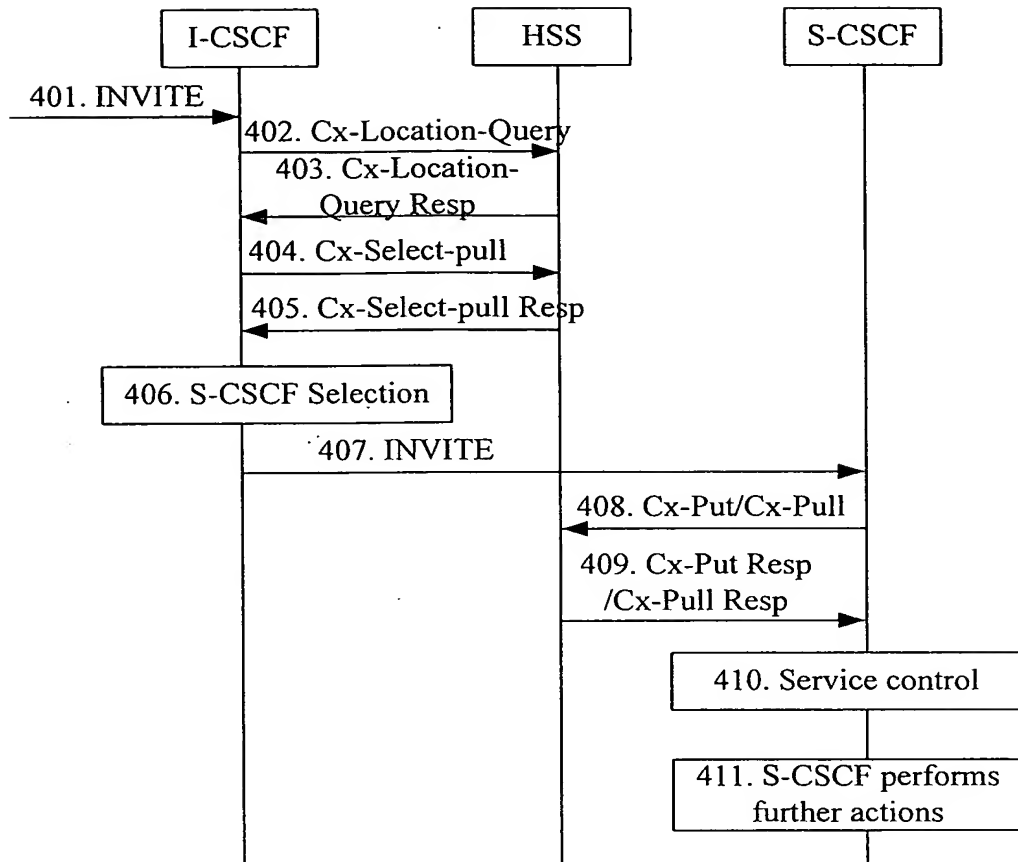 I-CSCF
HSS
S-CSCF
401. INVITE
402. Cx-Location-Query
403. Cx-Location-
Query Resp
404. Cx-Select-pull
405. Cx-Select-pull Resp
406. S-CSCF Selection
407. INVITE
408. Cx-Put/Cx-Pull
409. Cx-Put Resp
/Cx-Pull Resp
410. Service control
411. S-CSCF performs
further actions